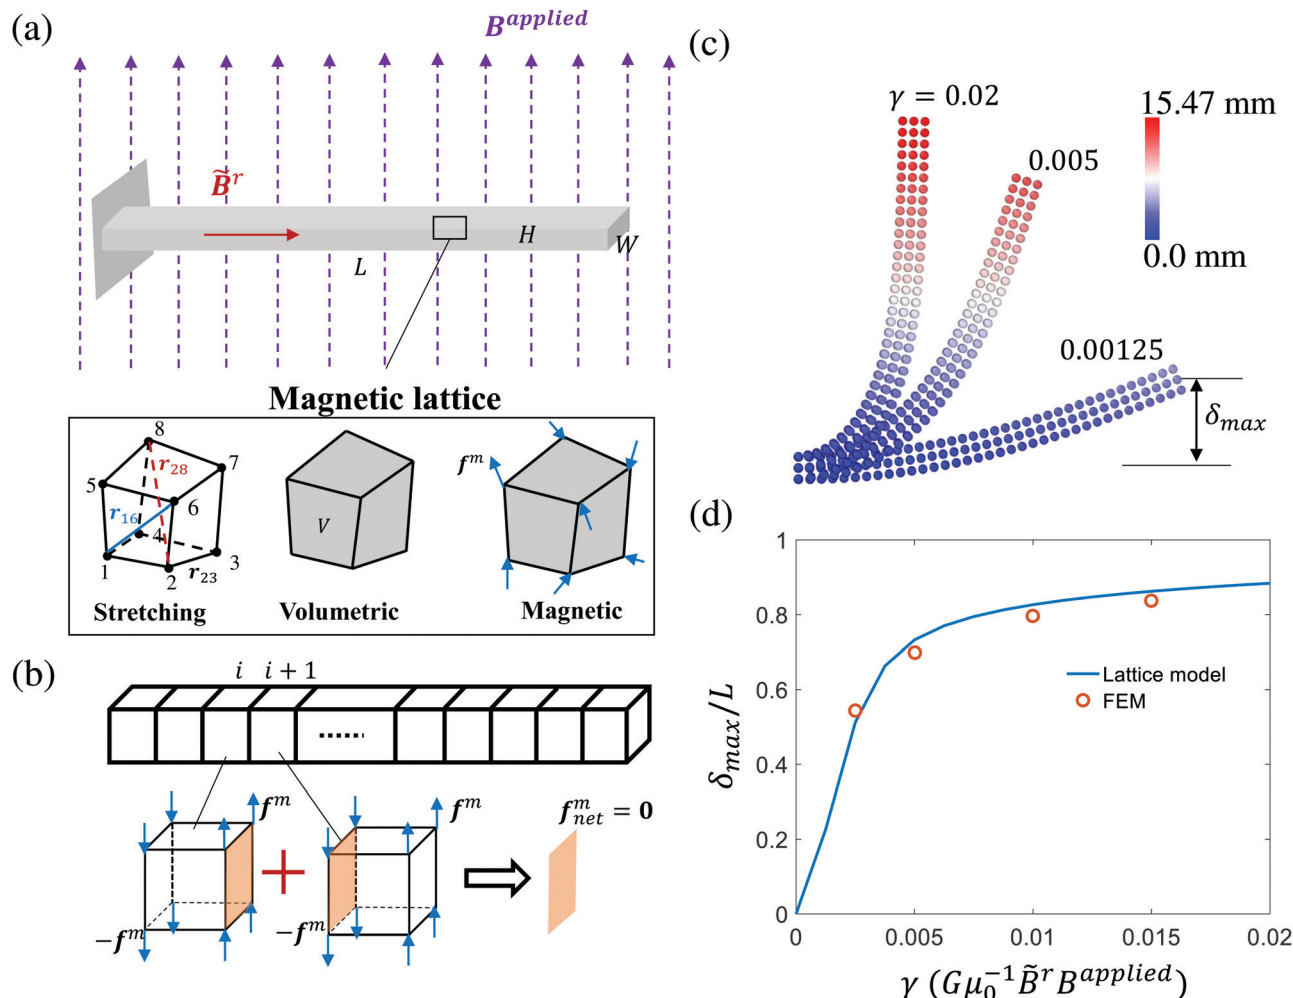 (a)
B^applied
B̃^r
H
W
L
Magnetic lattice
8
r₂₈
7
5
6
r₁₆
4
3
1
2
r₂₃
Stretching
V
Volumetric
f^m
Magnetic
(b)
i
i + 1
......
f^m
f^m
f^m_net = 0
−f^m
−f^m
(c)
γ = 0.02
15.47 mm
0.005
0.0 mm
0.00125
δ_max
(d)
1
0.8
0.6
0.4
0.2
0
δ_max/L
Lattice model
FEM
0
0.005
0.01
0.015
0.02
γ (Gμ₀⁻¹B̃^r B^applied)